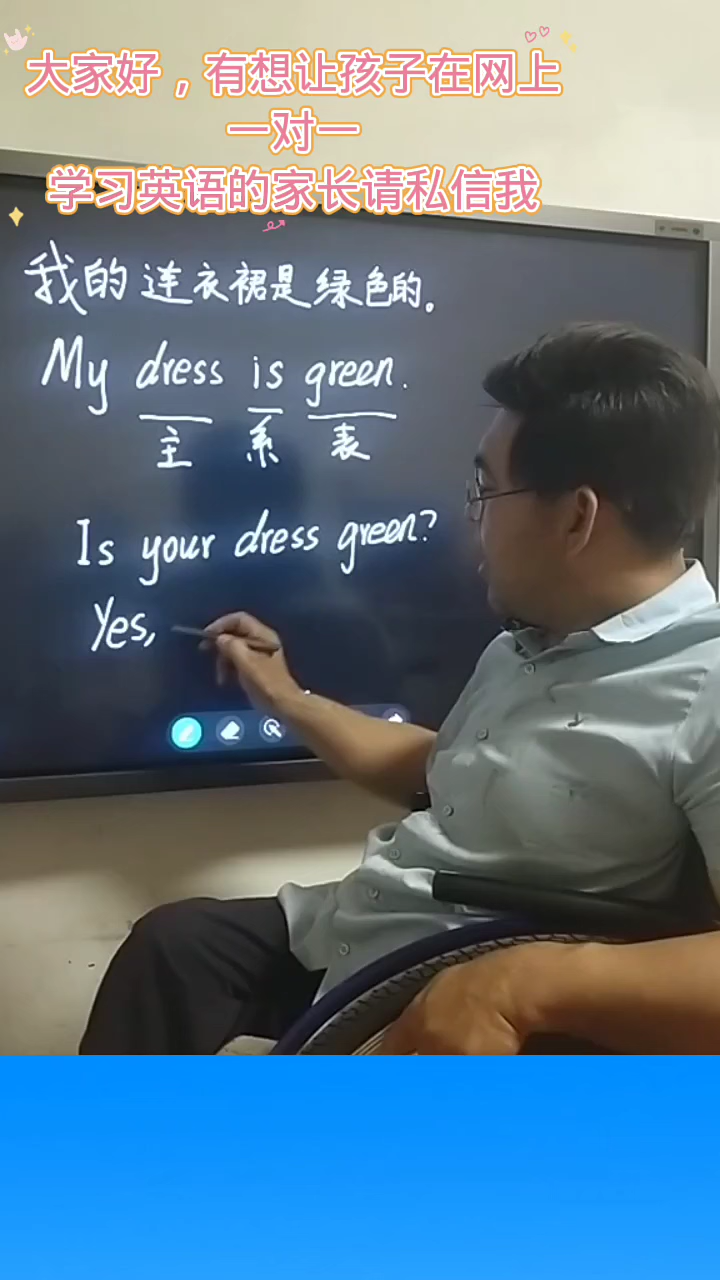 大家好，有想让孩子在网上
一对一
学习英语的家长请私信我
我的连衣裙是绿色的。
My dress is green.
主 系 表
Is your dress green?
Yes,